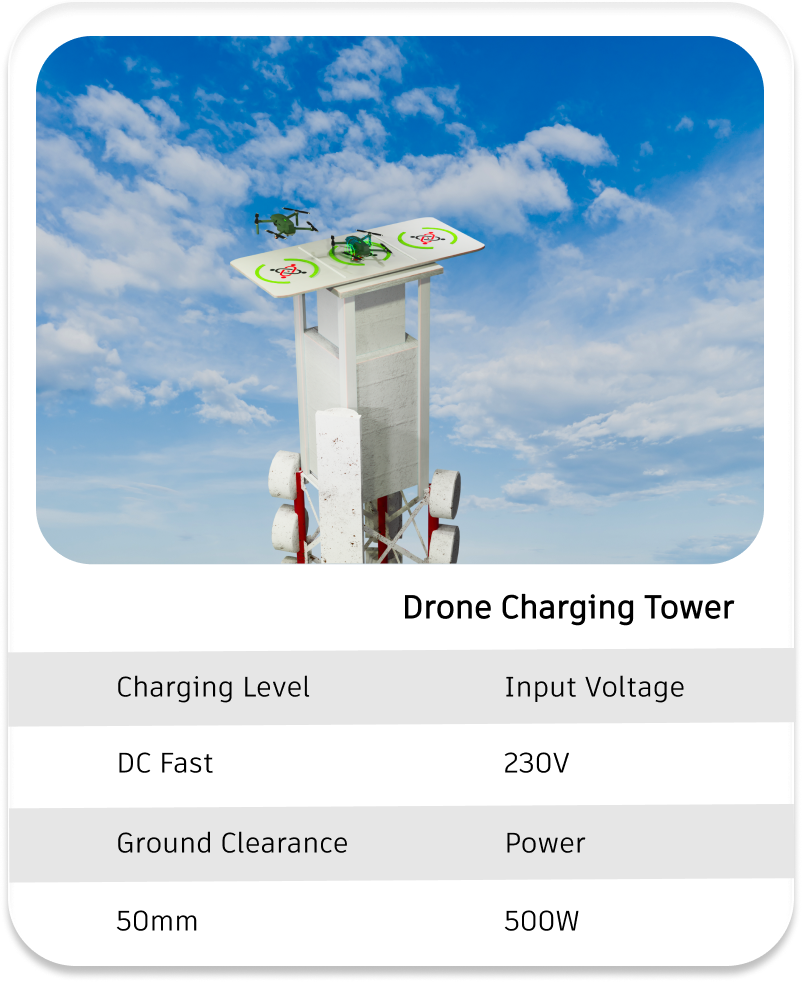 Drone Charging Tower
Charging Level Input Voltage
DC Fast 230V
Ground Clearance Power
50mm 500W